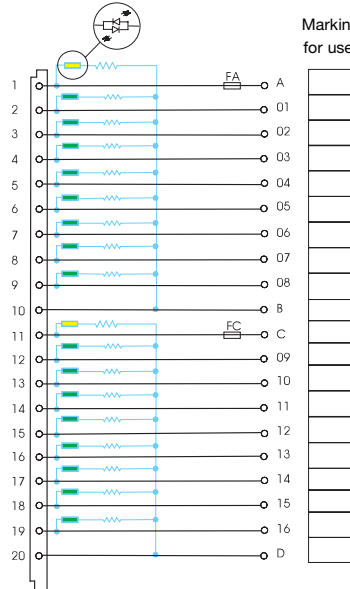 Markin
for use
1 FA A
2 01
3 02
4 03
5 04
6 05
7 06
8 07
9 08
10 B
11 FC C
12 09
13 10
14 11
15 12
16 13
17 14
18 15
19 16
20 D